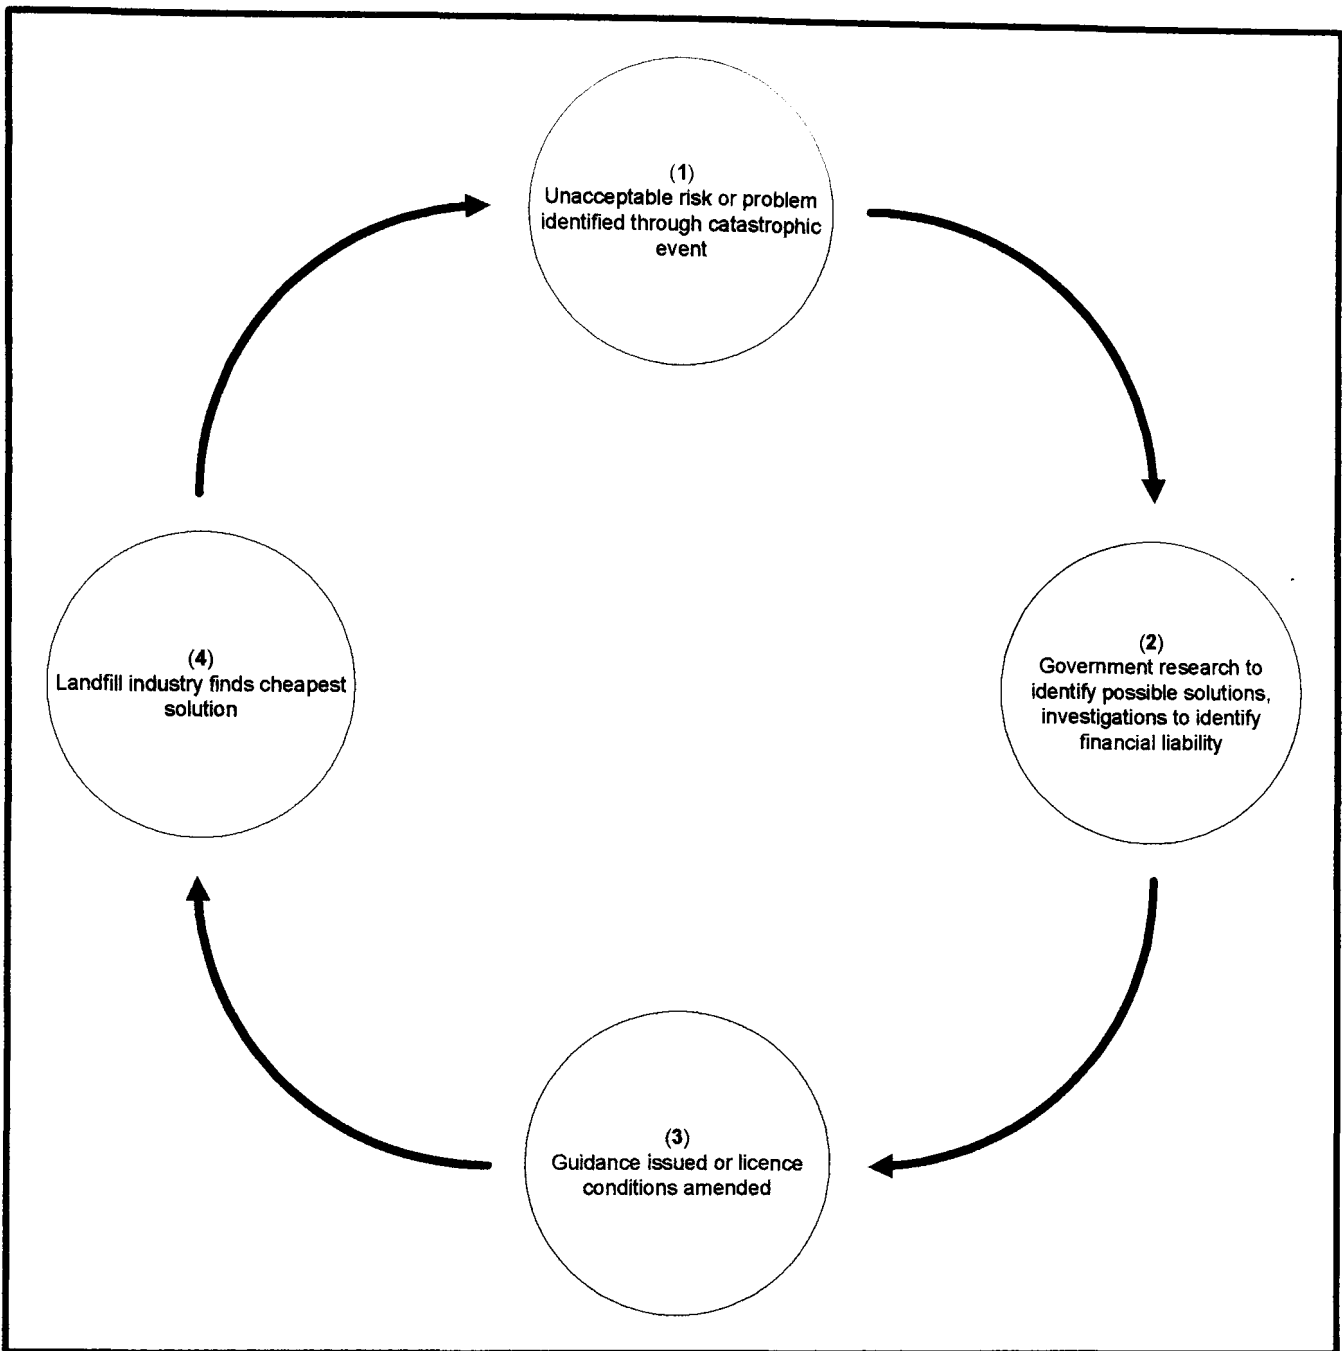 (1)
Unacceptable risk or problem
identified through catastrophic
event
(2)
Government research to
identify possible solutions,
investigations to identify
financial liability
(3)
Guidance issued or licence
conditions amended
(4)
Landfill industry finds cheapest
solution